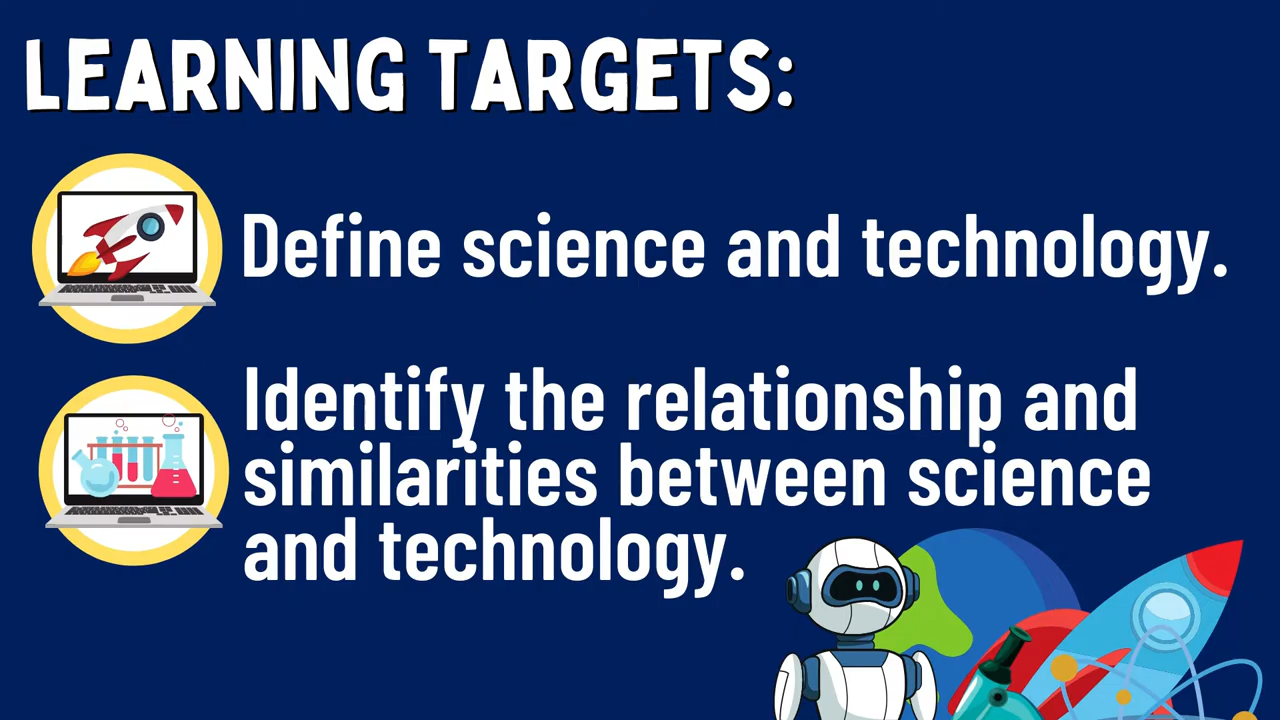 LEARNING TARGETS:
Define science and technology.
Identify the relationship and
similarities between science
and technology.